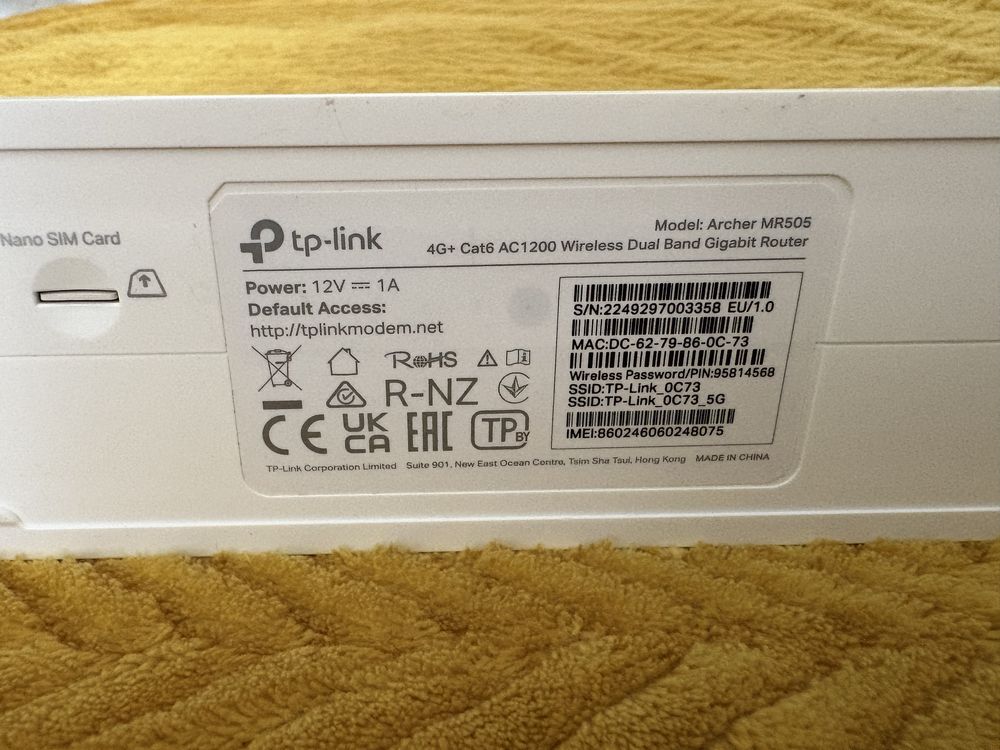 Nano SIM Card
tp-link
Model: Archer MR505
4G+ Cat6 AC1200 Wireless Dual Band Gigabit Router
Power: 12V ⎓ 1A
Default Access:
http://tplinkmodem.net
RoHS
R-NZ
CE UK CA EAC TP BY
S/N:2249297003358 EU/1.0
MAC:DC-62-79-86-0C-73
Wireless Password/PIN:95814568
SSID:TP-Link_0C73
SSID:TP-Link_0C73_5G
IMEI:860246060248075
TP-Link Corporation Limited Suite 901, New East Ocean Centre, Tsim Sha Tsui, Hong Kong MADE IN CHINA